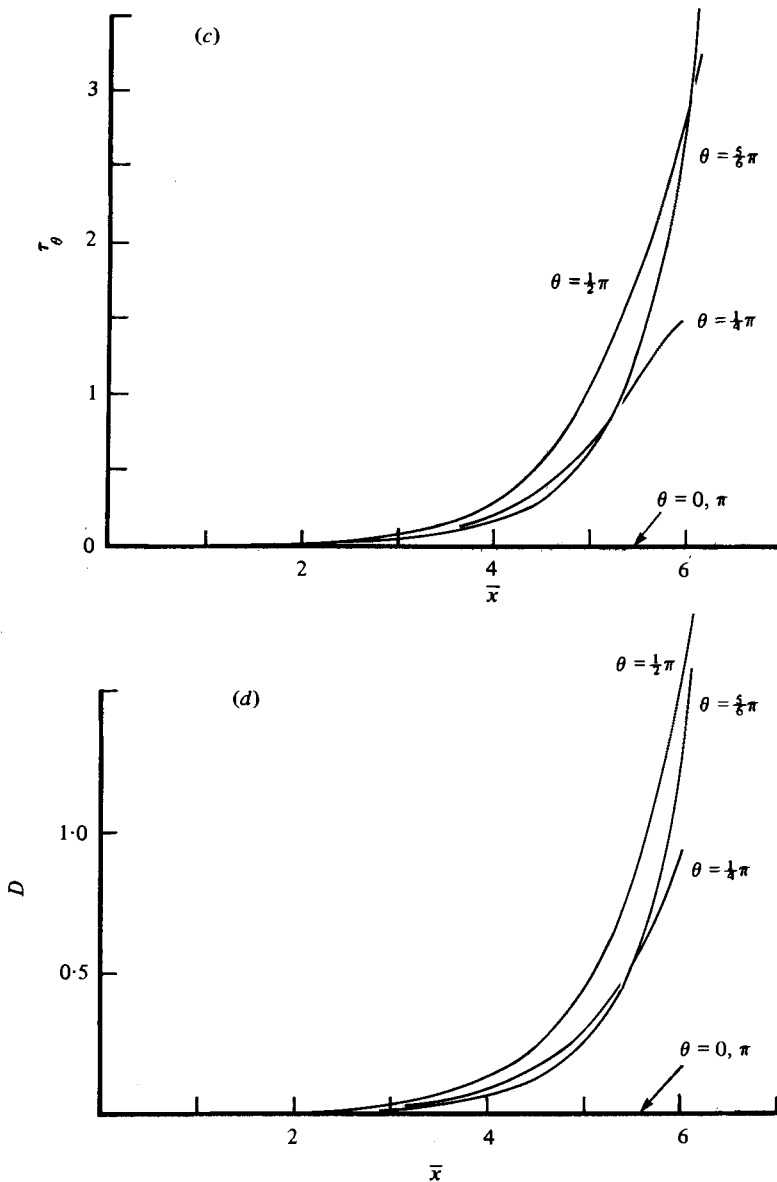 (c)
3
2
1
0
τ_θ
θ = ½π
θ = ⅚π
θ = ¼π
θ = 0, π
2
4
6
x̄
(d)
1·0
0·5
D
θ = ½π
θ = ⅚π
θ = ¼π
θ = 0, π
2
4
6
x̄